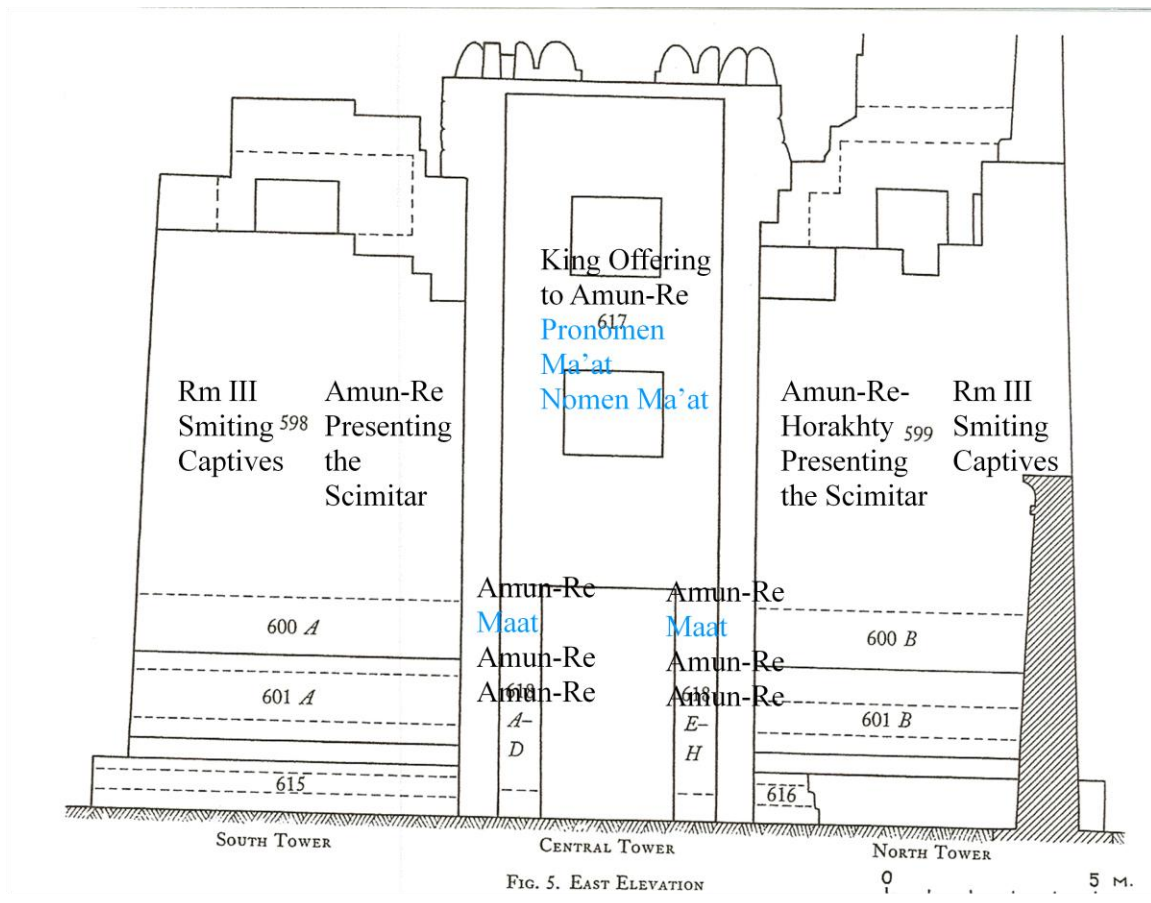 King Offering
to Amun-Re
617
Pronomen
Ma'at
Nomen Ma'at
Rm III
Smiting 598
Captives
Amun-Re
Presenting
the
Scimitar
Amun-Re-
Horakhty 599
Presenting
the Scimitar
Rm III
Smiting
Captives
Amun-Re
Maat
Amun-Re
Amun-Re
618
A–
D
Amun-Re
Maat
Amun-Re
Amun-Re
618
E–
H
600 A
600 B
601 A
601 B
615
616
SOUTH TOWER
CENTRAL TOWER
NORTH TOWER
FIG. 5. EAST ELEVATION
0 5 M.